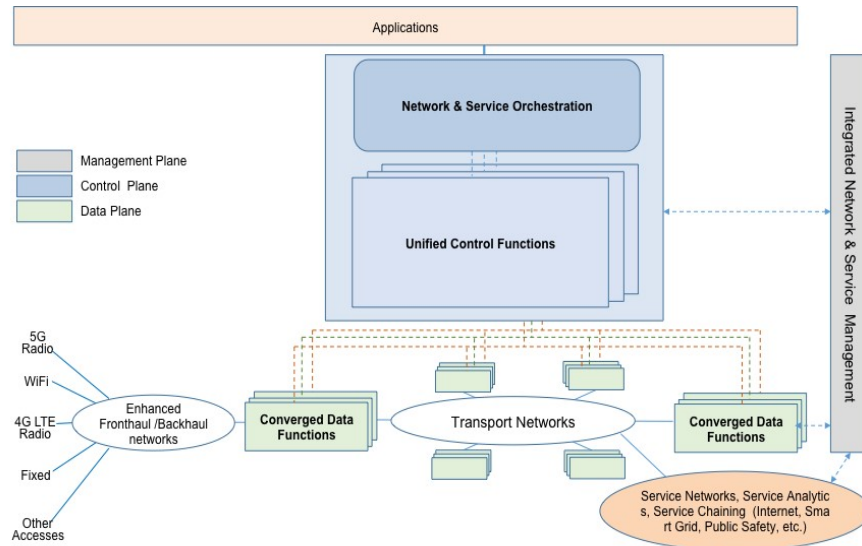 Applications
Network & Service Orchestration
Management Plane
Control Plane
Data Plane
Unified Control Functions
Integrated Network & Service Management
5G
Radio
WiFi
4G LTE
Radio
Fixed
Other
Accesses
Enhanced
Fronthaul /Backhaul
networks
Converged Data
Functions
Transport Networks
Converged Data
Functions
Service Networks, Service Analytic
s, Service Chaining (Internet, Sma
rt Grid, Public Safety, etc.)